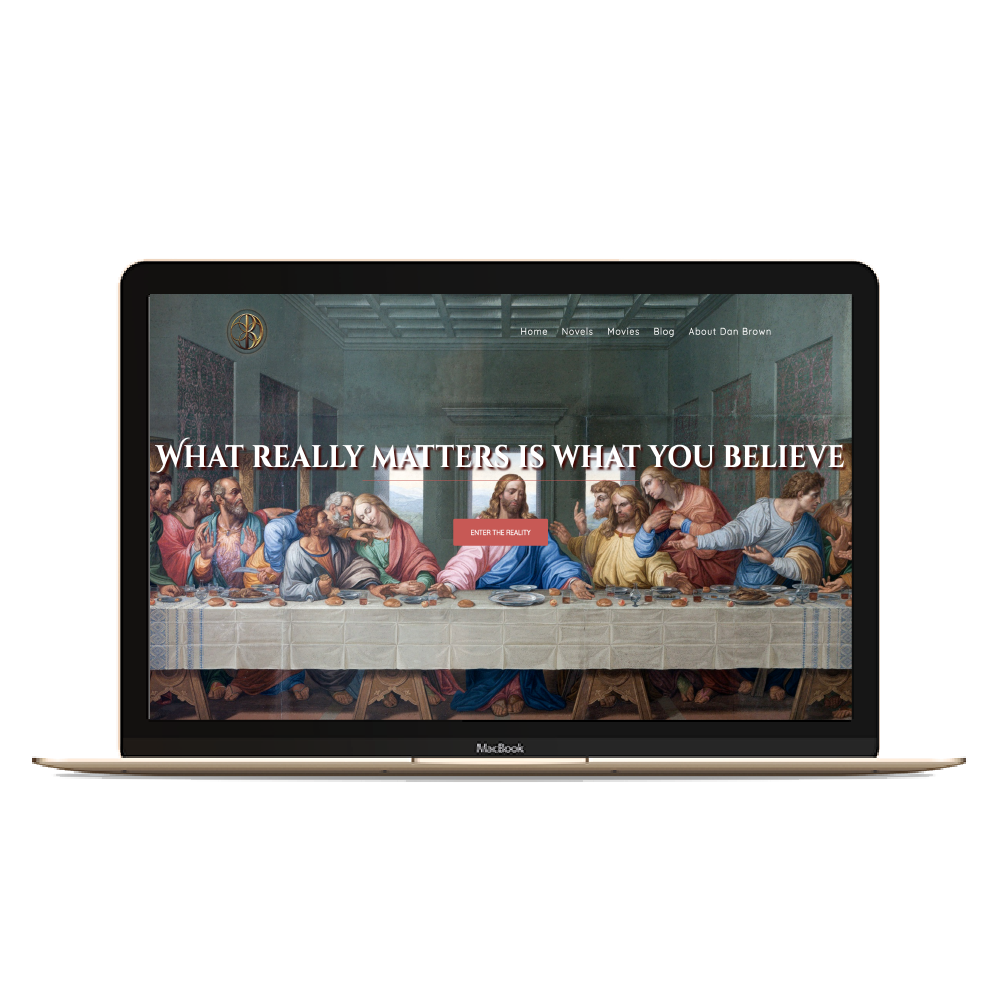 Home Novels Movies Blog About Dan Brown
What really matters is what you believe
ENTER THE REALITY
MacBook